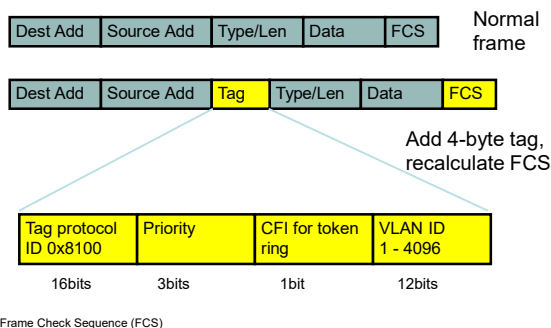 Dest Add Source Add Type/Len Data FCS
Normal
frame
Dest Add Source Add Tag Type/Len Data FCS
Add 4-byte tag,
recalculate FCS
Tag protocol
ID 0x8100
Priority
CFI for token
ring
VLAN ID
1 - 4096
16bits 3bits 1bit 12bits
Frame Check Sequence (FCS)